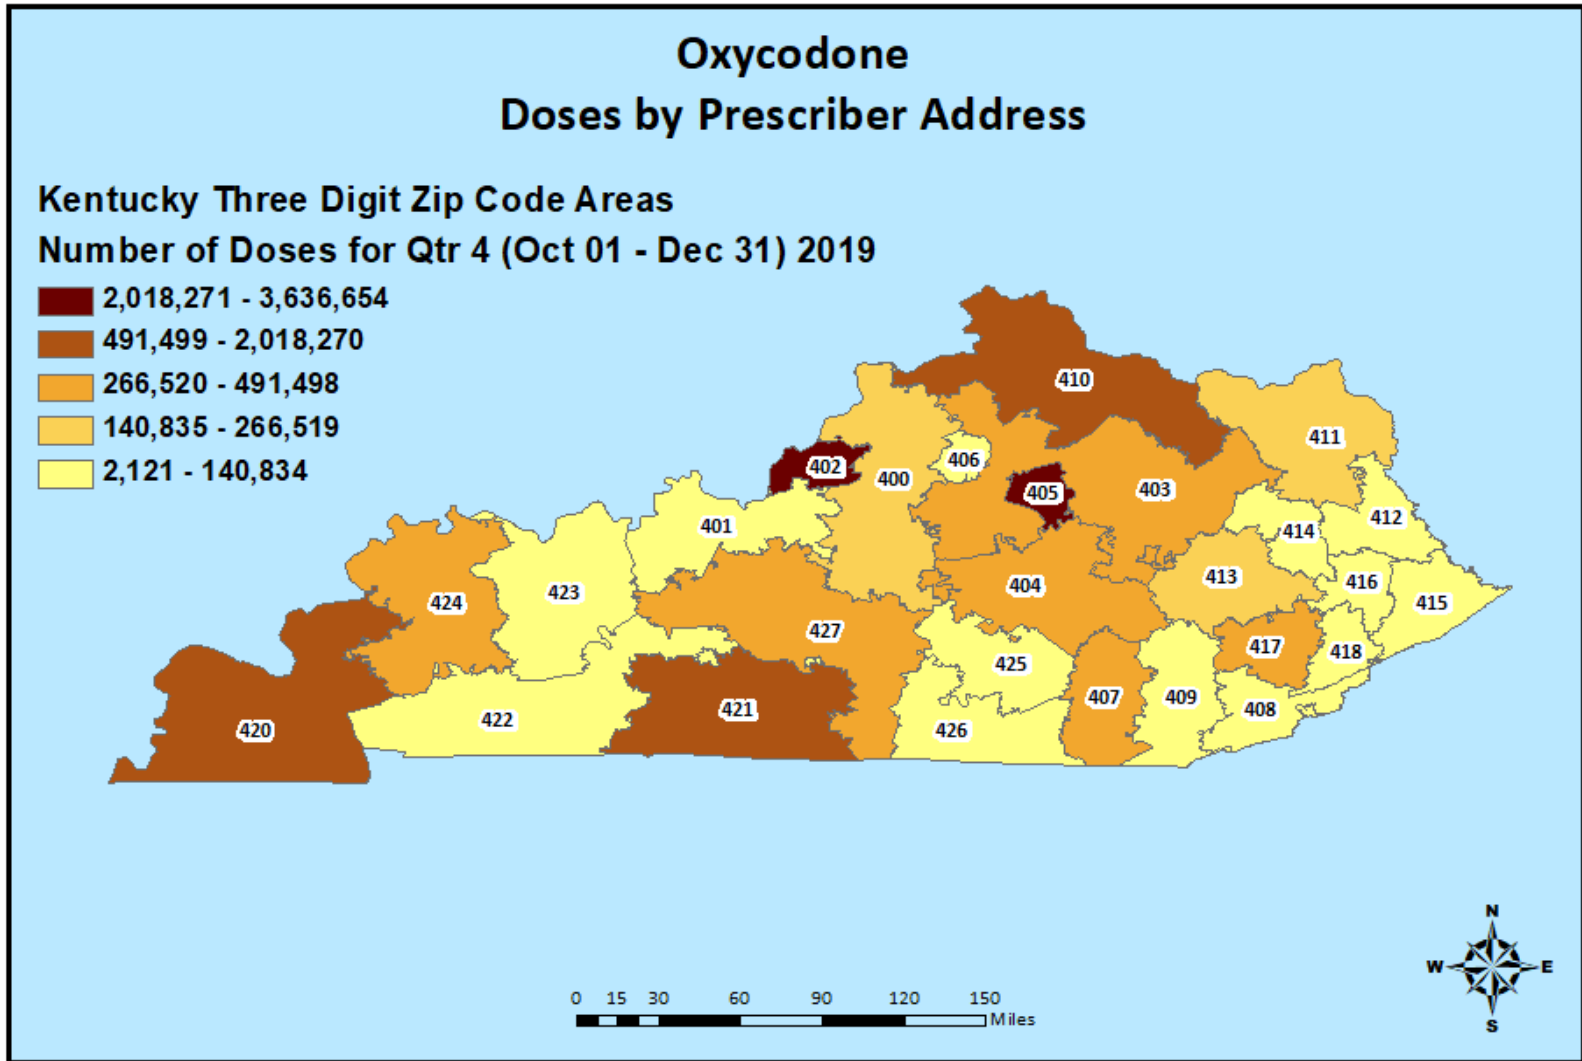 Oxycodone
Doses by Prescriber Address
Kentucky Three Digit Zip Code Areas
Number of Doses for Qtr 4 (Oct 01 - Dec 31) 2019
2,018,271 - 3,636,654
491,499 - 2,018,270
266,520 - 491,498
140,835 - 266,519
2,121 - 140,834
410
411
402
406
400
405
403
401
412
414
413
416
423
424
404
415
427
417
418
425
407
409
408
421
422
420
426
N
W E
S
0 15 30 60 90 120 150
Miles